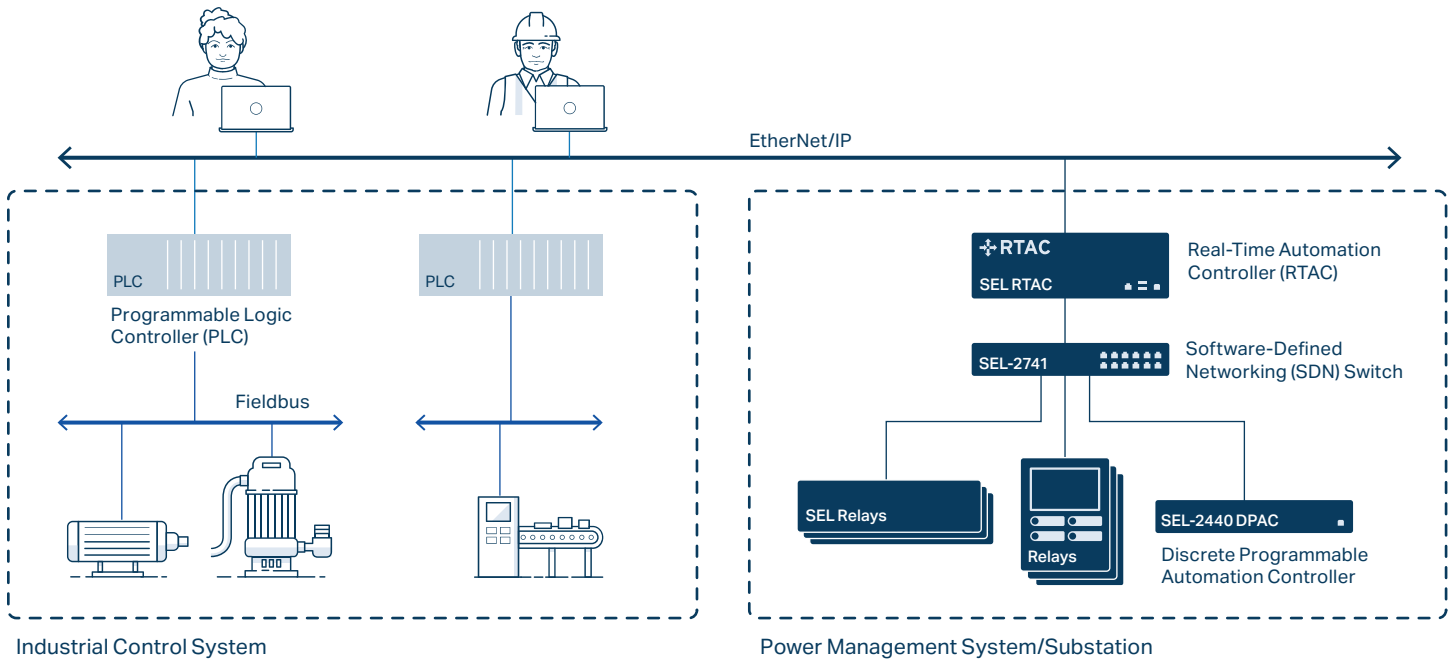 EtherNet/IP
PLC
Programmable Logic
Controller (PLC)
Fieldbus
PLC
Industrial Control System
RTAC
SEL RTAC
Real-Time Automation
Controller (RTAC)
SEL-2741
Software-Defined
Networking (SDN) Switch
SEL Relays
Relays
SEL-2440 DPAC
Discrete Programmable
Automation Controller
Power Management System/Substation